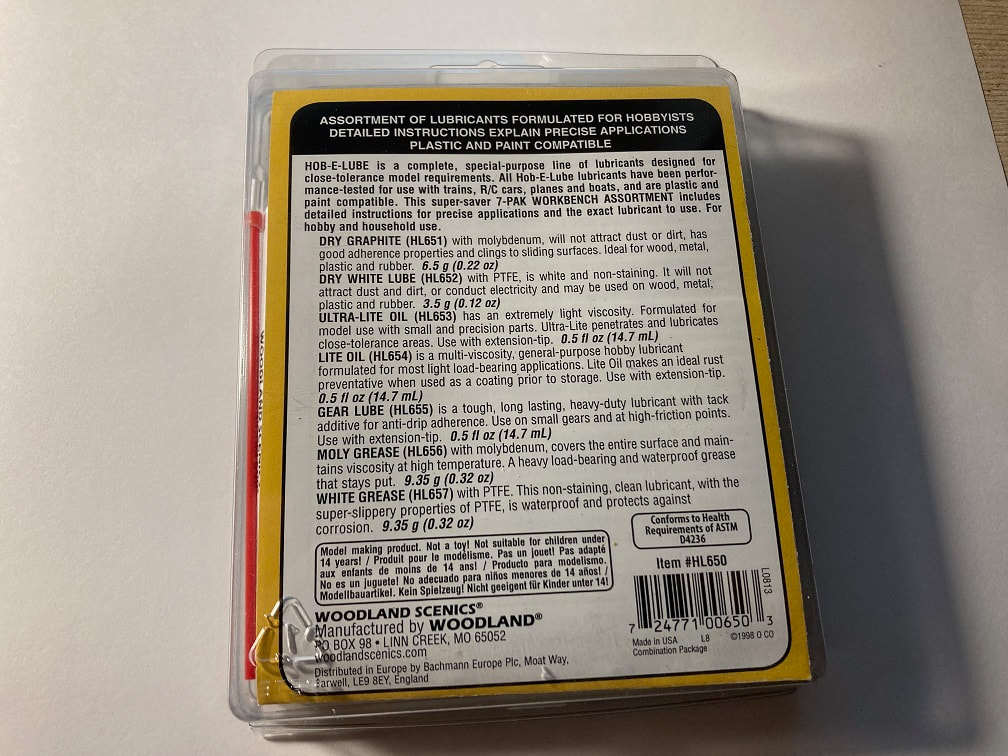 ASSORTMENT OF LUBRICANTS FORMULATED FOR HOBBYISTS
DETAILED INSTRUCTIONS EXPLAIN PRECISE APPLICATIONS
PLASTIC AND PAINT COMPATIBLE
HOB-E-LUBE is a complete, special-purpose line of lubricants designed for
close-tolerance model requirements. All Hob-E-Lube lubricants have been perfor-
mance-tested for use with trains, R/C cars, planes and boats, and are plastic and
paint compatible. This super-saver 7-PAK WORKBENCH ASSORTMENT includes
detailed instructions for precise applications and the exact lubricant to use. For
hobby and household use.
DRY GRAPHITE (HL651) with molybdenum, will not attract dust or dirt, has
good adherence properties and clings to sliding surfaces. Ideal for wood, metal,
plastic and rubber. 6.5 g (0.22 oz)
DRY WHITE LUBE (HL652) with PTFE, is white and non-staining. It will not
attract dust and dirt, or conduct electricity and may be used on wood, metal,
plastic and rubber. 3.5 g (0.12 oz)
ULTRA-LITE OIL (HL653) has an extremely light viscosity. Formulated for
model use with small and precision parts. Ultra-Lite penetrates and lubricates
close-tolerance areas. Use with extension-tip. 0.5 fl oz (14.7 mL)
LITE OIL (HL654) is a multi-viscosity, general-purpose hobby lubricant
formulated for most light load-bearing applications. Lite Oil makes an ideal rust
preventative when used as a coating prior to storage. Use with extension-tip.
0.5 fl oz (14.7 mL)
GEAR LUBE (HL655) is a tough, long lasting, heavy-duty lubricant with tack
additive for anti-drip adherence. Use on small gears and at high-friction points.
Use with extension-tip. 0.5 fl oz (14.7 mL)
MOLY GREASE (HL656) with molybdenum, covers the entire surface and main-
tains viscosity at high temperature. A heavy load-bearing and waterproof grease
that stays put. 9.35 g (0.32 oz)
WHITE GREASE (HL657) with PTFE. This non-staining, clean lubricant, with the
super-slippery properties of PTFE, is waterproof and protects against
corrosion. 9.35 g (0.32 oz)
Conforms to Health
Requirements of ASTM
D4236
Model making product. Not a toy! Not suitable for children under
14 years! / Produit pour le modélisme. Pas un jouet! Pas adapté
aux enfants de moins de 14 ans! / Producto para modelismo.
No es un juguete! No adecuado para niños menores de 14 años! /
Modellbauartikel. Kein Spielzeug! Nicht geeigent für Kinder unter 14!
Item #HL650
L0813
7 24771 00650 3
WOODLAND SCENICS®
Manufactured by WOODLAND®
PO BOX 98 • LINN CREEK, MO 65052
woodlandscenics.com
Distributed in Europe by Bachmann Europe Plc, Moat Way,
Barwell, LE9 8EY, England
Made in USA L8 ©1998 O CO
Combination Package